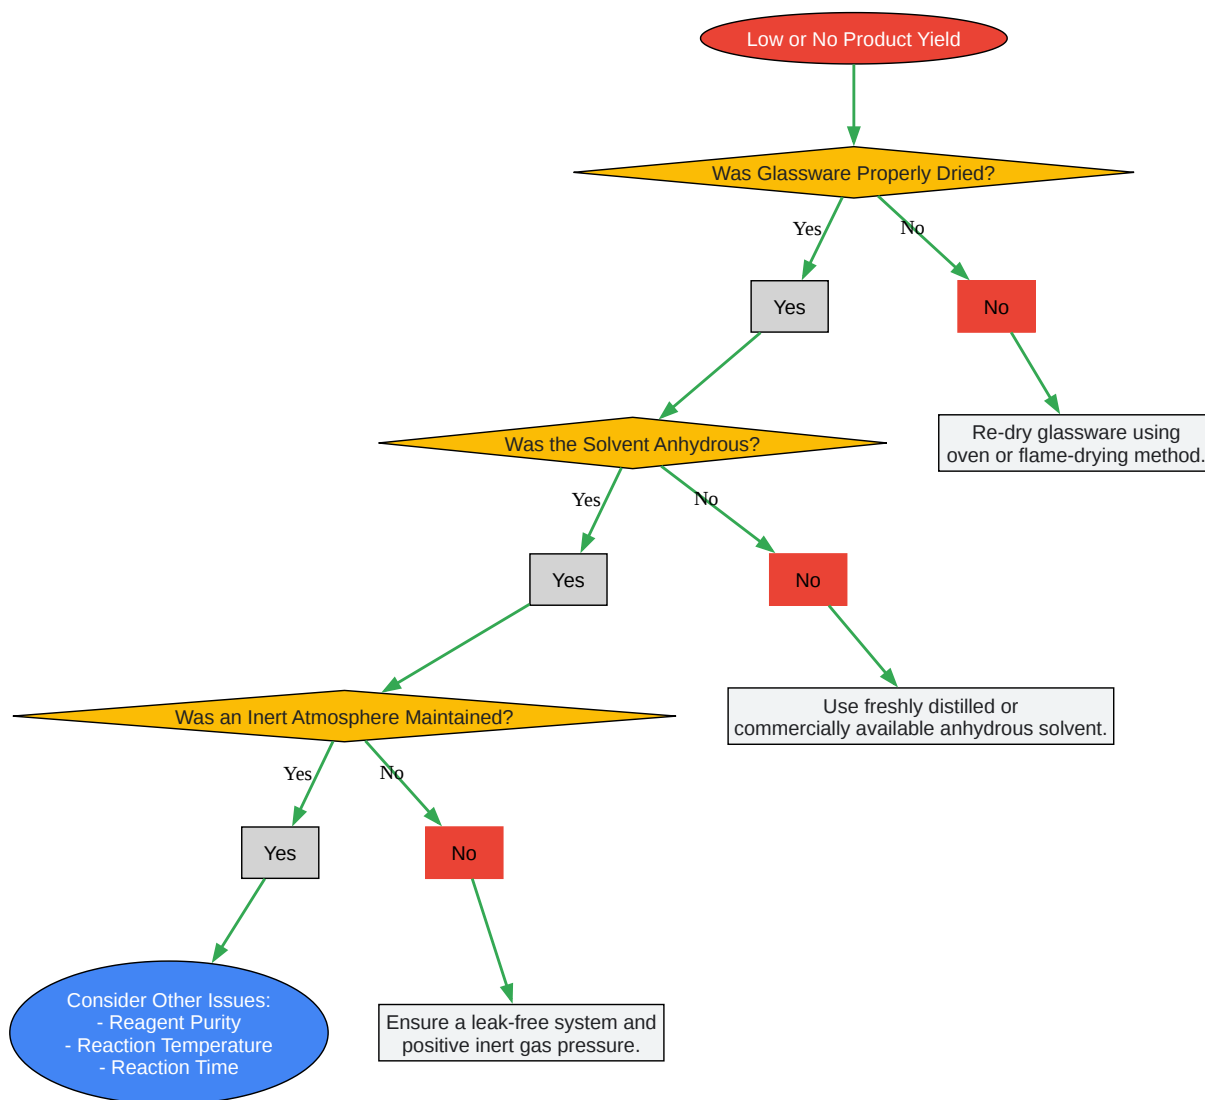 Low or No Product Yield
Was Glassware Properly Dried?
Yes
No
Yes
No
Re-dry glassware using
oven or flame-drying method.
Was the Solvent Anhydrous?
Yes
No
Yes
No
Use freshly distilled or
commercially available anhydrous solvent.
Was an Inert Atmosphere Maintained?
Yes
No
Yes
No
Consider Other Issues:
- Reagent Purity
- Reaction Temperature
- Reaction Time
Ensure a leak-free system and
positive inert gas pressure.